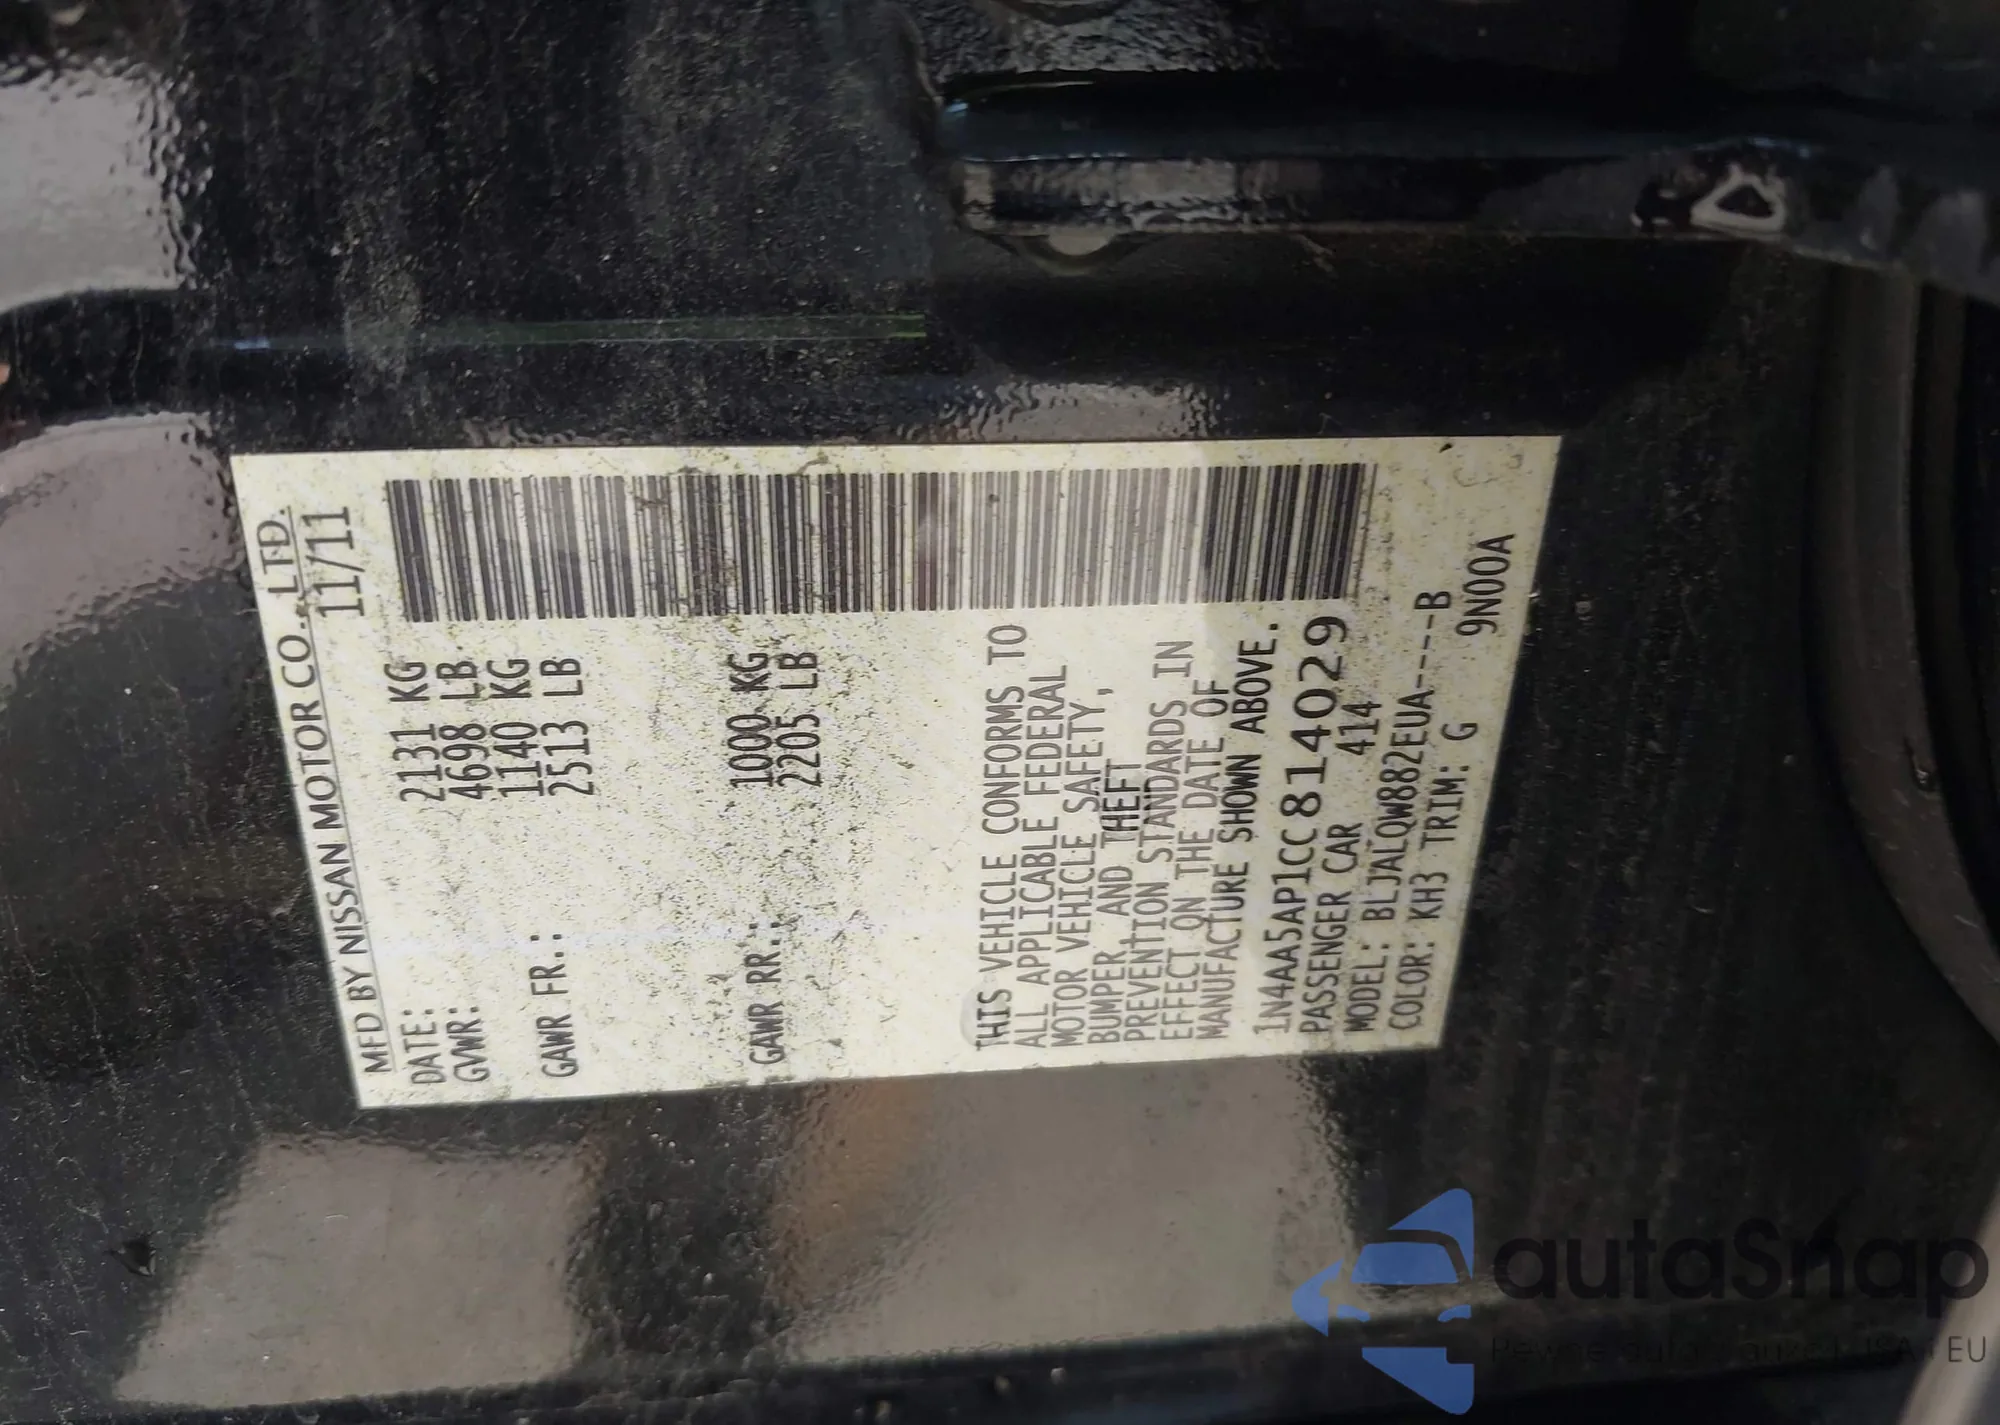 MFD BY NISSAN MOTOR CO., LTD.
DATE: 11/11
GVWR: 2131 KG
4698 LB
GAWR FR.: 1140 KG
2513 LB
GAWR RR.: 1000 KG
2205 LB
THIS VEHICLE CONFORMS TO
ALL APPLICABLE FEDERAL
MOTOR VEHICLE SAFETY,
BUMPER AND THEFT
PREVENTION STANDARDS IN
EFFECT ON THE DATE OF
MANUFACTURE SHOWN ABOVE.
1N4AA5AP1CC814029
PASSENGER CAR 414
MODEL: BLJALQW882EUA----B
COLOR: KH3 TRIM: G 9N00A
autaSnap
EU